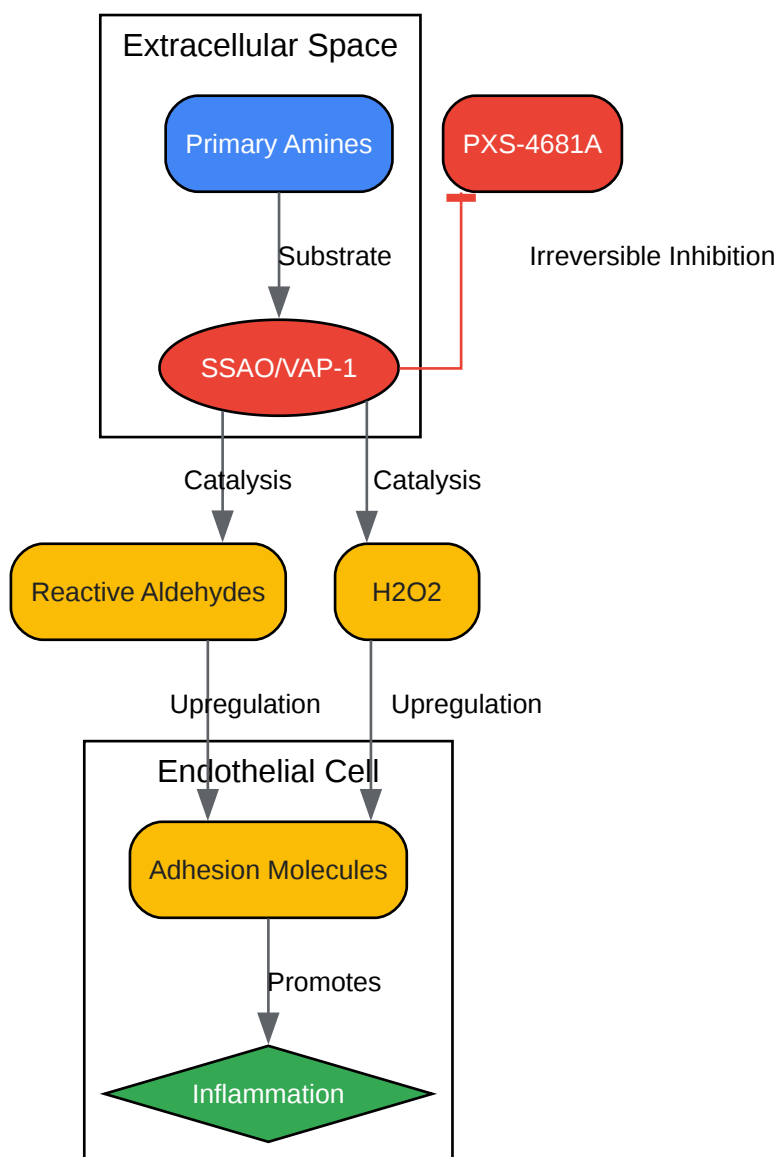 Extracellular Space
Primary Amines
PXS-4681A
Substrate
Irreversible Inhibition
SSAO/VAP-1
Catalysis
Catalysis
Reactive Aldehydes
H2O2
Upregulation
Upregulation
Endothelial Cell
Adhesion Molecules
Promotes
Inflammation